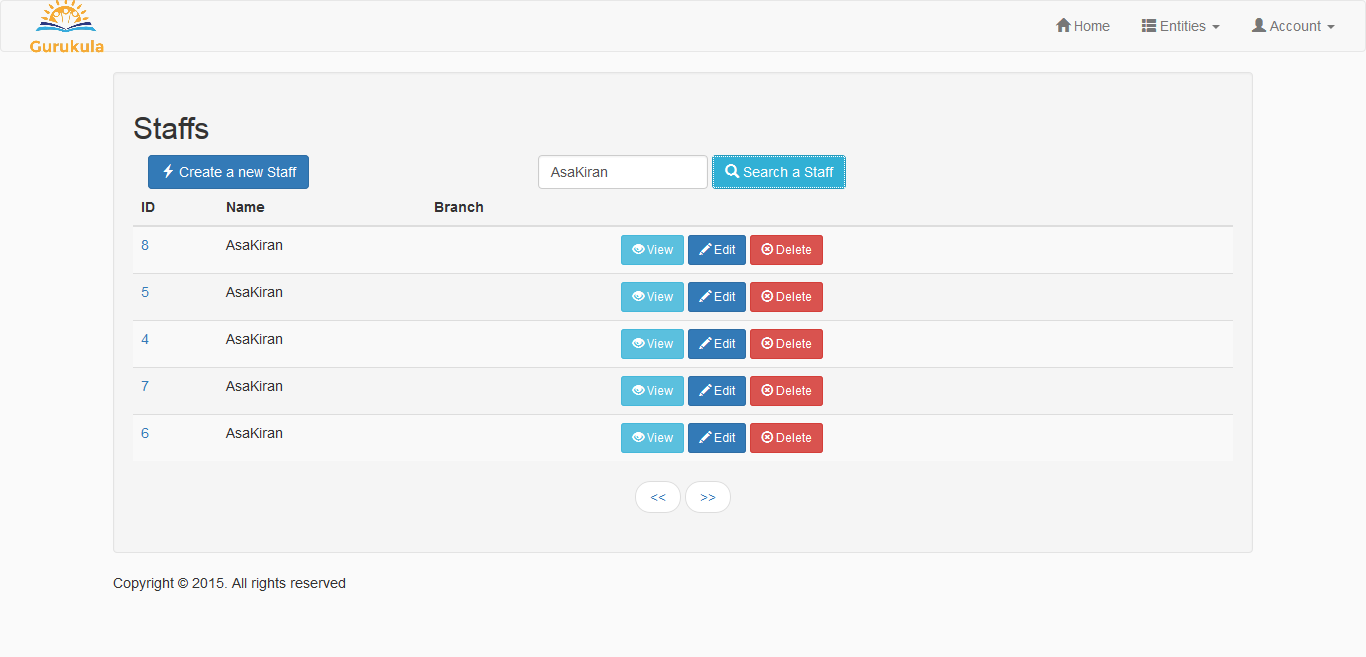 Gurukula
Home Entities Account
Staffs
Create a new Staff AsaKiran Search a Staff
ID Name Branch
8 AsaKiran View Edit Delete
5 AsaKiran View Edit Delete
4 AsaKiran View Edit Delete
7 AsaKiran View Edit Delete
6 AsaKiran View Edit Delete
<< >>
Copyright © 2015. All rights reserved